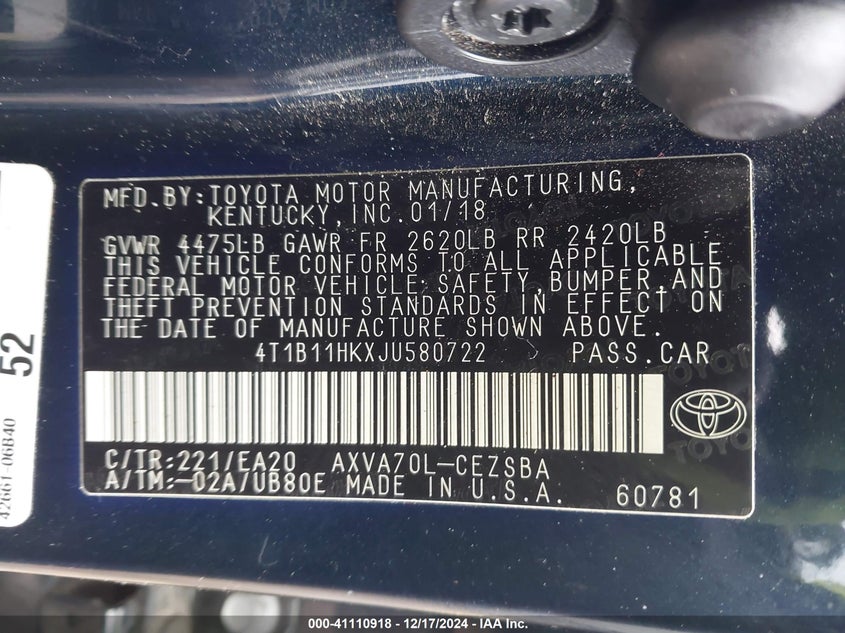 MFD.BY:TOYOTA MOTOR MANUFACTURING,
KENTUCKY,INC.01/18
GVWR 4475LB GAWR FR 2620LB RR 2420LB
THIS VEHICLE CONFORMS TO ALL APPLICABLE
FEDERAL MOTOR VEHICLE SAFETY, BUMPER,AND
THEFT PREVENTION STANDARDS IN EFFECT ON
THE DATE OF MANUFACTURE SHOWN ABOVE.
4T1B11HKXJU580722 PASS.CAR
C/TR:221/EA20 AXVA70L-CEZSBA
A/TM:-02A/UB80E MADE IN U.S.A. 60781
52
42661-06B40
000-41110918 - 12/17/2024 - IAA Inc.